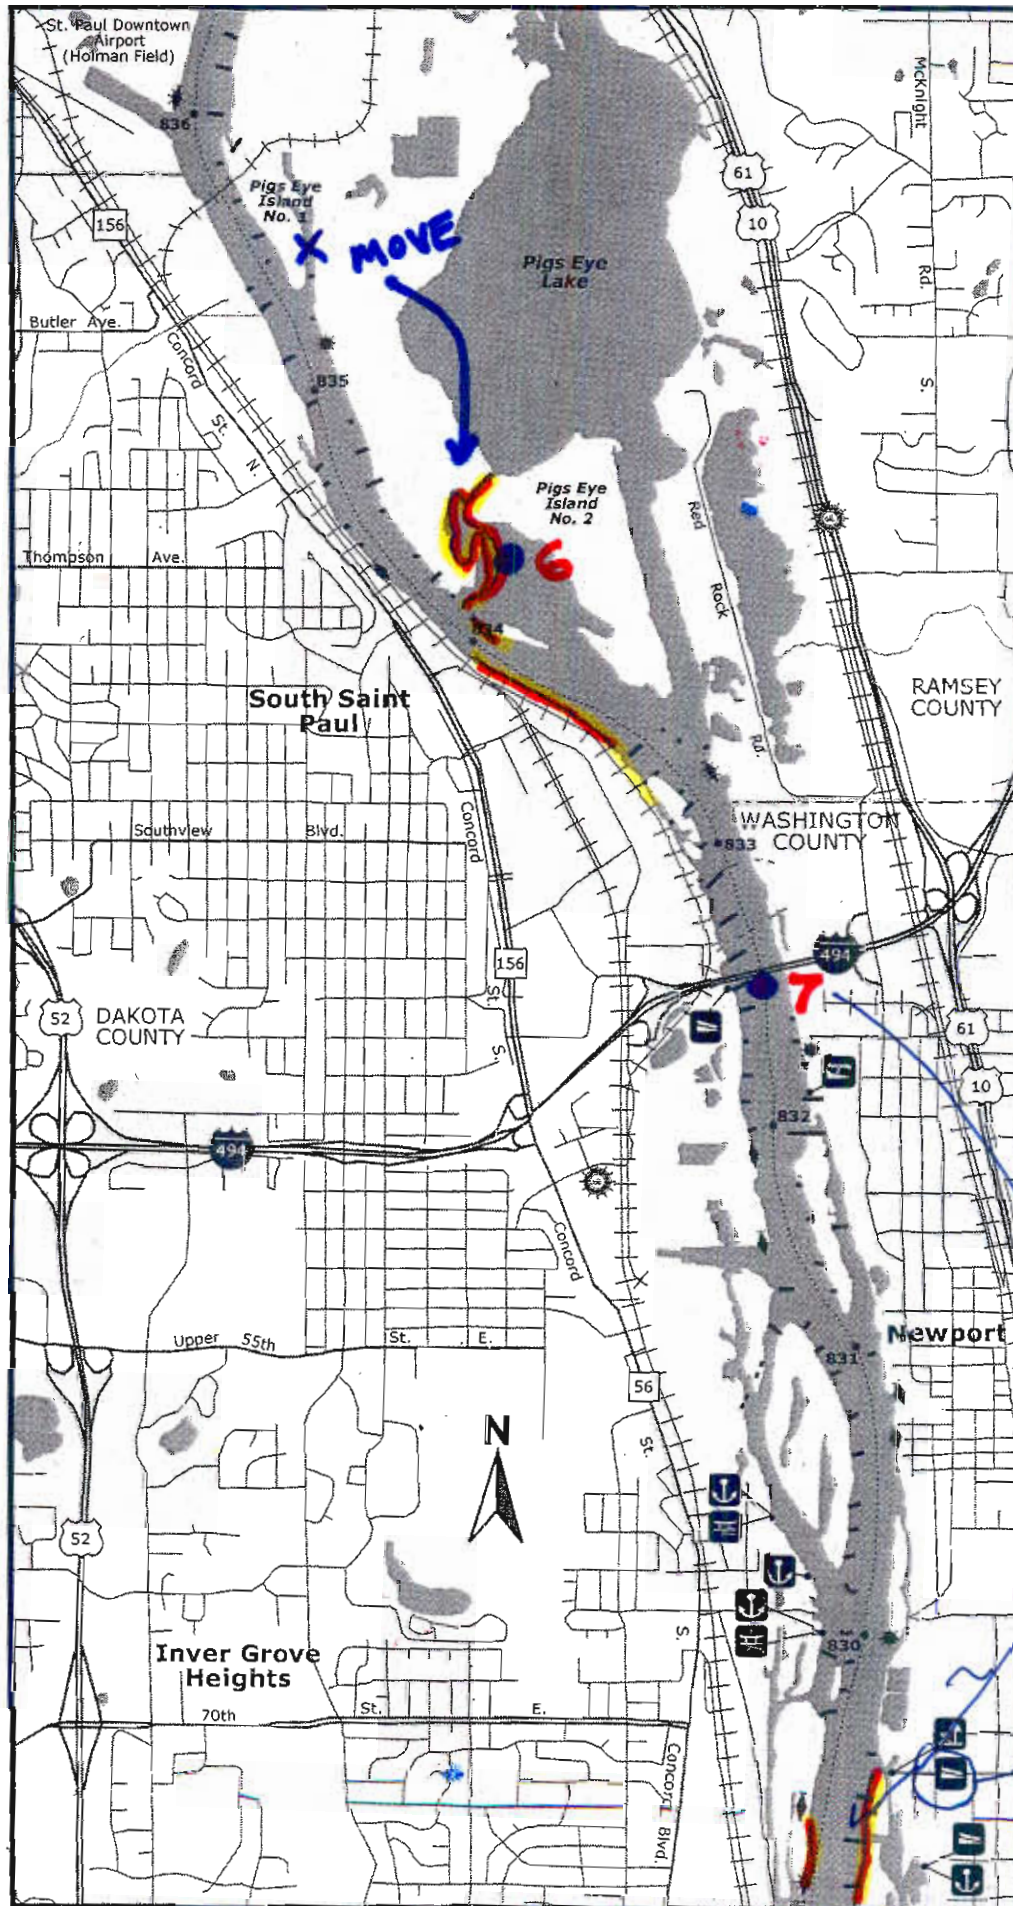 St. Paul Downtown
Airport
(Holman Field)
836
McKnight
Rd.
S.
61
10
156
Pigs Eye
Island
No. 1
X MOVE
Pigs Eye
Lake
Butler Ave.
Concord
St.
N.
835
Pigs Eye
Island
No. 2
6
Red
Rock
Rd.
Thompson Ave.
834
South Saint
Paul
RAMSEY
COUNTY
Southview Blvd.
Concord
St.
S.
833
WASHINGTON
COUNTY
156
494
7
52
DAKOTA
COUNTY
61
10
832
494
Concord
Upper 55th St. E.
Newport
831
56
St.
N
52
S.
830
Inver Grove
Heights
70th St. E.
Concord Blvd.